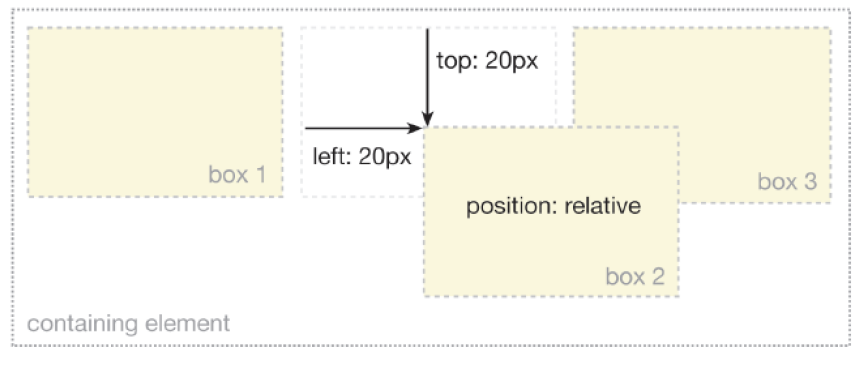 top: 20px
left: 20px
box 1
box 3
position: relative
box 2
containing element